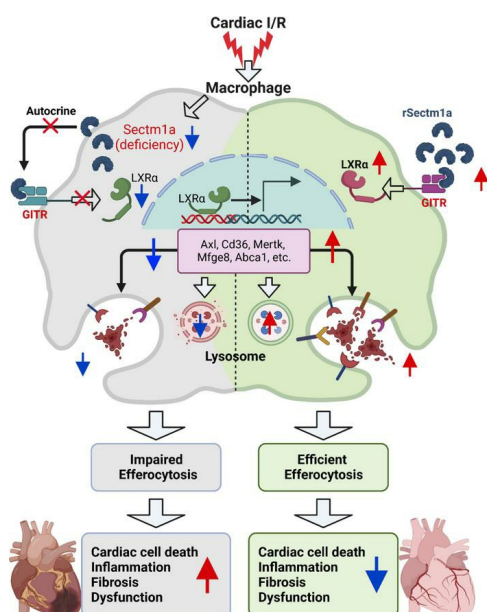 Cardiac I/R
Macrophage
Autocrine
Sectm1a
(deficiency)
rSectm1a
LXRα
LXRα
LXRα
GITR
GITR
Axl, Cd36, Mertk,
Mfge8, Abca1, etc.
Lysosome
Impaired
Efferocytosis
Efficient
Efferocytosis
Cardiac cell death
Inflammation
Fibrosis
Dysfunction
Cardiac cell death
Inflammation
Fibrosis
Dysfunction